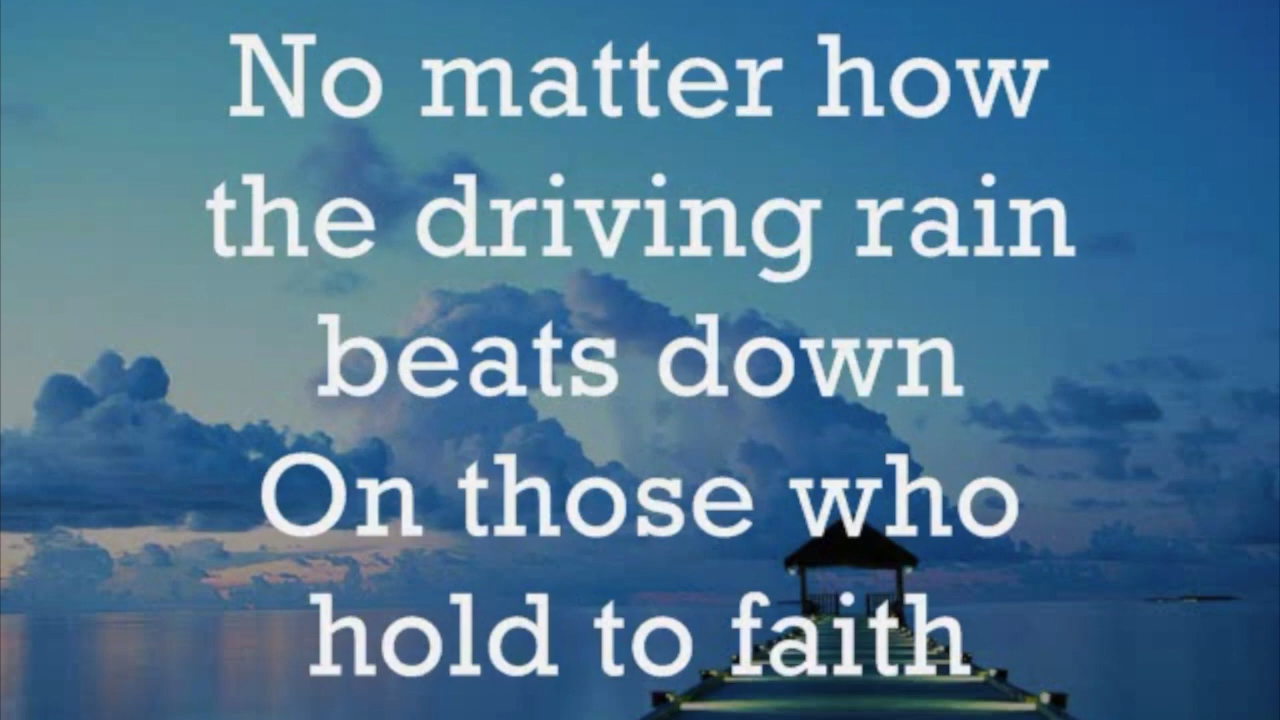 No matter how
the driving rain
beats down
On those who
hold to faith